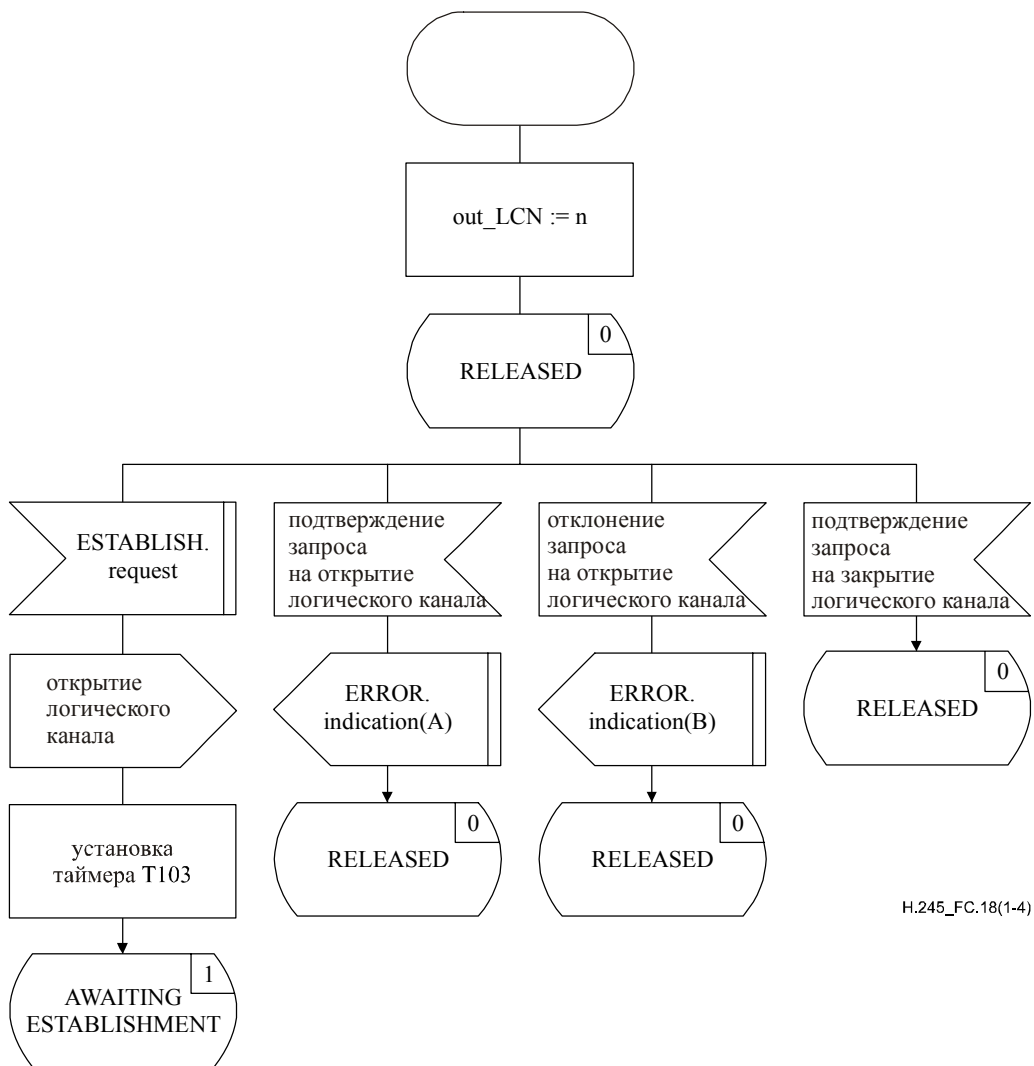 out_LCN := n
0
RELEASED
ESTABLISH.
request
подтверждение
запроса
на открытие
логического канала
отклонение
запроса
на открытие
логического канала
подтверждение
запроса
на закрытие
логического канала
открытие
логического
канала
ERROR.
indication(A)
ERROR.
indication(B)
0
RELEASED
установка
таймера T103
0
RELEASED
0
RELEASED
H.245_FC.18(1-4)
1
AWAITING
ESTABLISHMENT